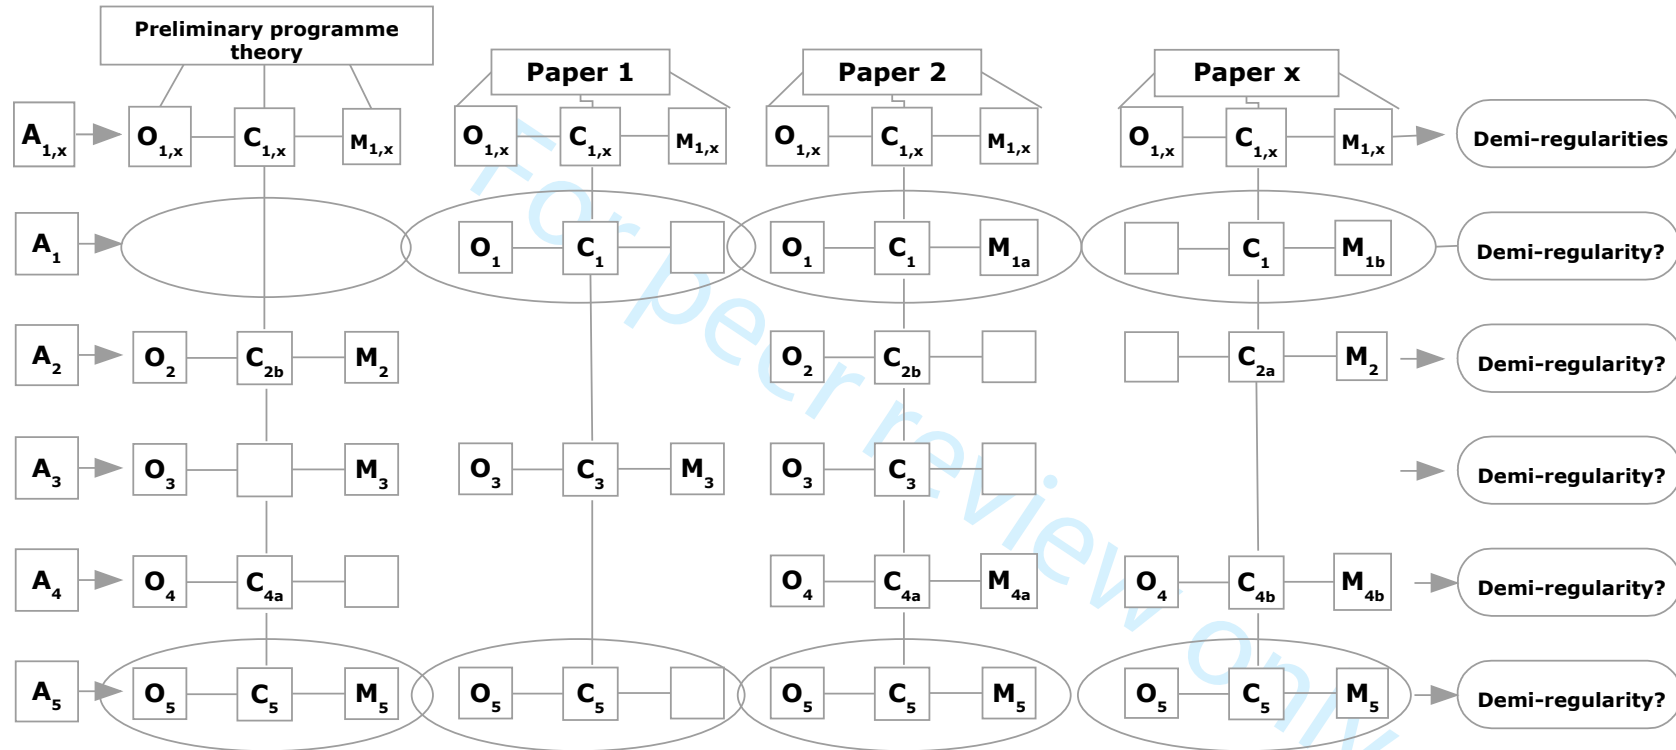 Preliminary programme
theory
Paper 1
Paper 2
Paper x
A1,x O1,x C1,x M1,x O1,x C1,x M1,x O1,x C1,x M1,x O1,x C1,x M1,x Demi-regularities
A1 O1 C1 O1 C1 M1a C1 M1b Demi-regularity?
A2 O2 C2b M2 O2 C2b C2a M2 Demi-regularity?
A3 O3 M3 O3 C3 M3 O3 C3 Demi-regularity?
A4 O4 C4a O4 C4a M4a O4 C4b M4b Demi-regularity?
A5 O5 C5 M5 O5 C5 O5 C5 M5 O5 C5 M5 Demi-regularity?
For peer review only